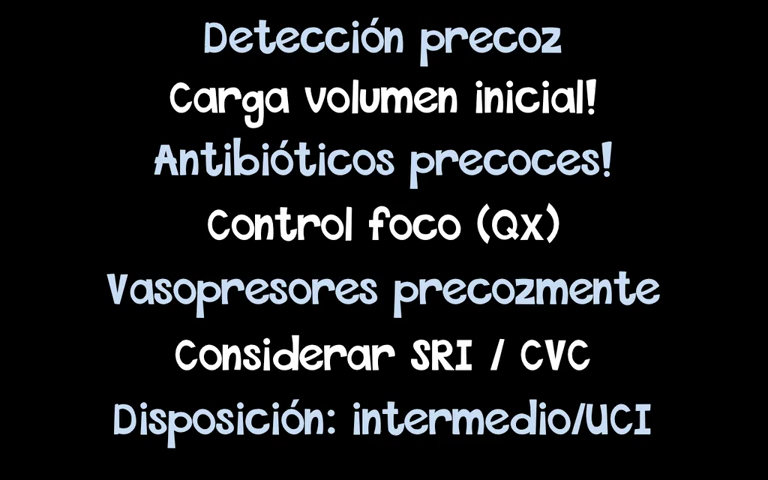 Detección precoz
Carga volumen inicial!
Antibióticos precoces!
Control foco (Qx)
Vasopresores precozmente
Considerar SRI / CVC
Disposición: intermedio/UCI